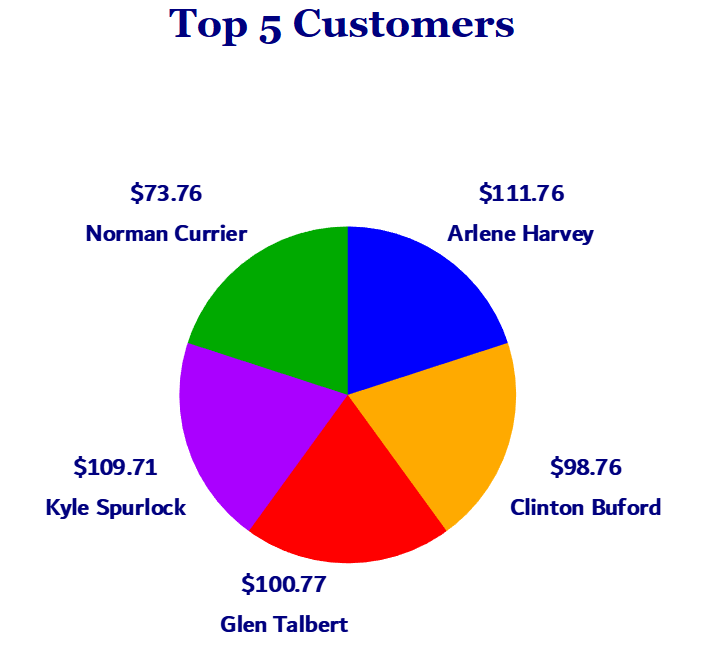 Top 5 Customers
$73.76
Norman Currier
$111.76
Arlene Harvey
$109.71
Kyle Spurlock
$98.76
Clinton Buford
$100.77
Glen Talbert